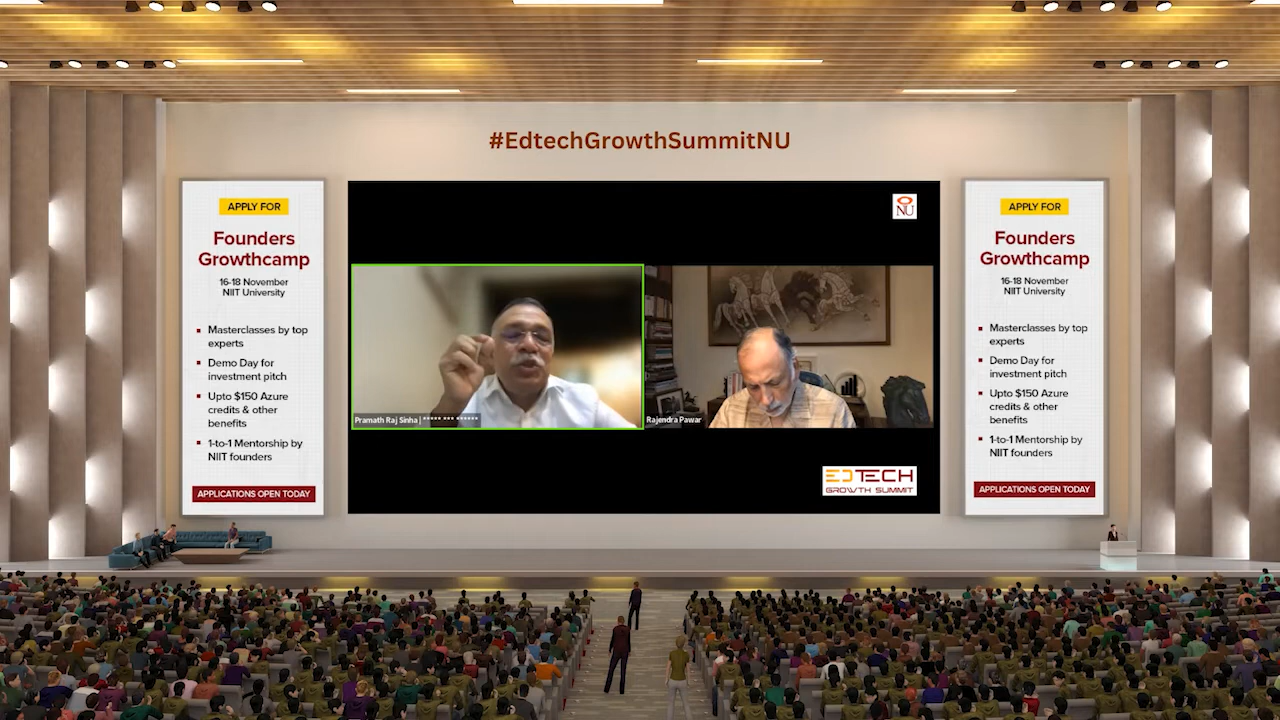 #EdtechGrowthSummitNU
APPLY FOR
Founders
Growthcamp
16-18 November
NIIT University
Masterclasses by top
experts
Demo Day for
investment pitch
Upto $150 Azure
credits & other
benefits
1-to-1 Mentorship by
NIIT founders
APPLICATIONS OPEN TODAY
NU
Pramath Raj Sinha | ***** *** ******
Rajendra Pawar
EDTECH
GROWTH SUMMIT
APPLY FOR
Founders
Growthcamp
16-18 November
NIIT University
Masterclasses by top
experts
Demo Day for
investment pitch
Upto $150 Azure
credits & other
benefits
1-to-1 Mentorship by
NIIT founders
APPLICATIONS OPEN TODAY